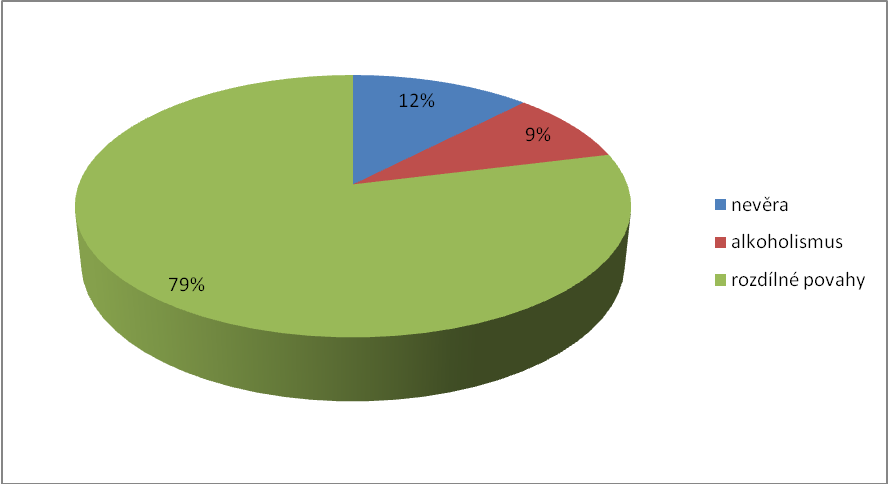 12%
9%
79%
nevěra
alkoholismus
rozdílné povahy